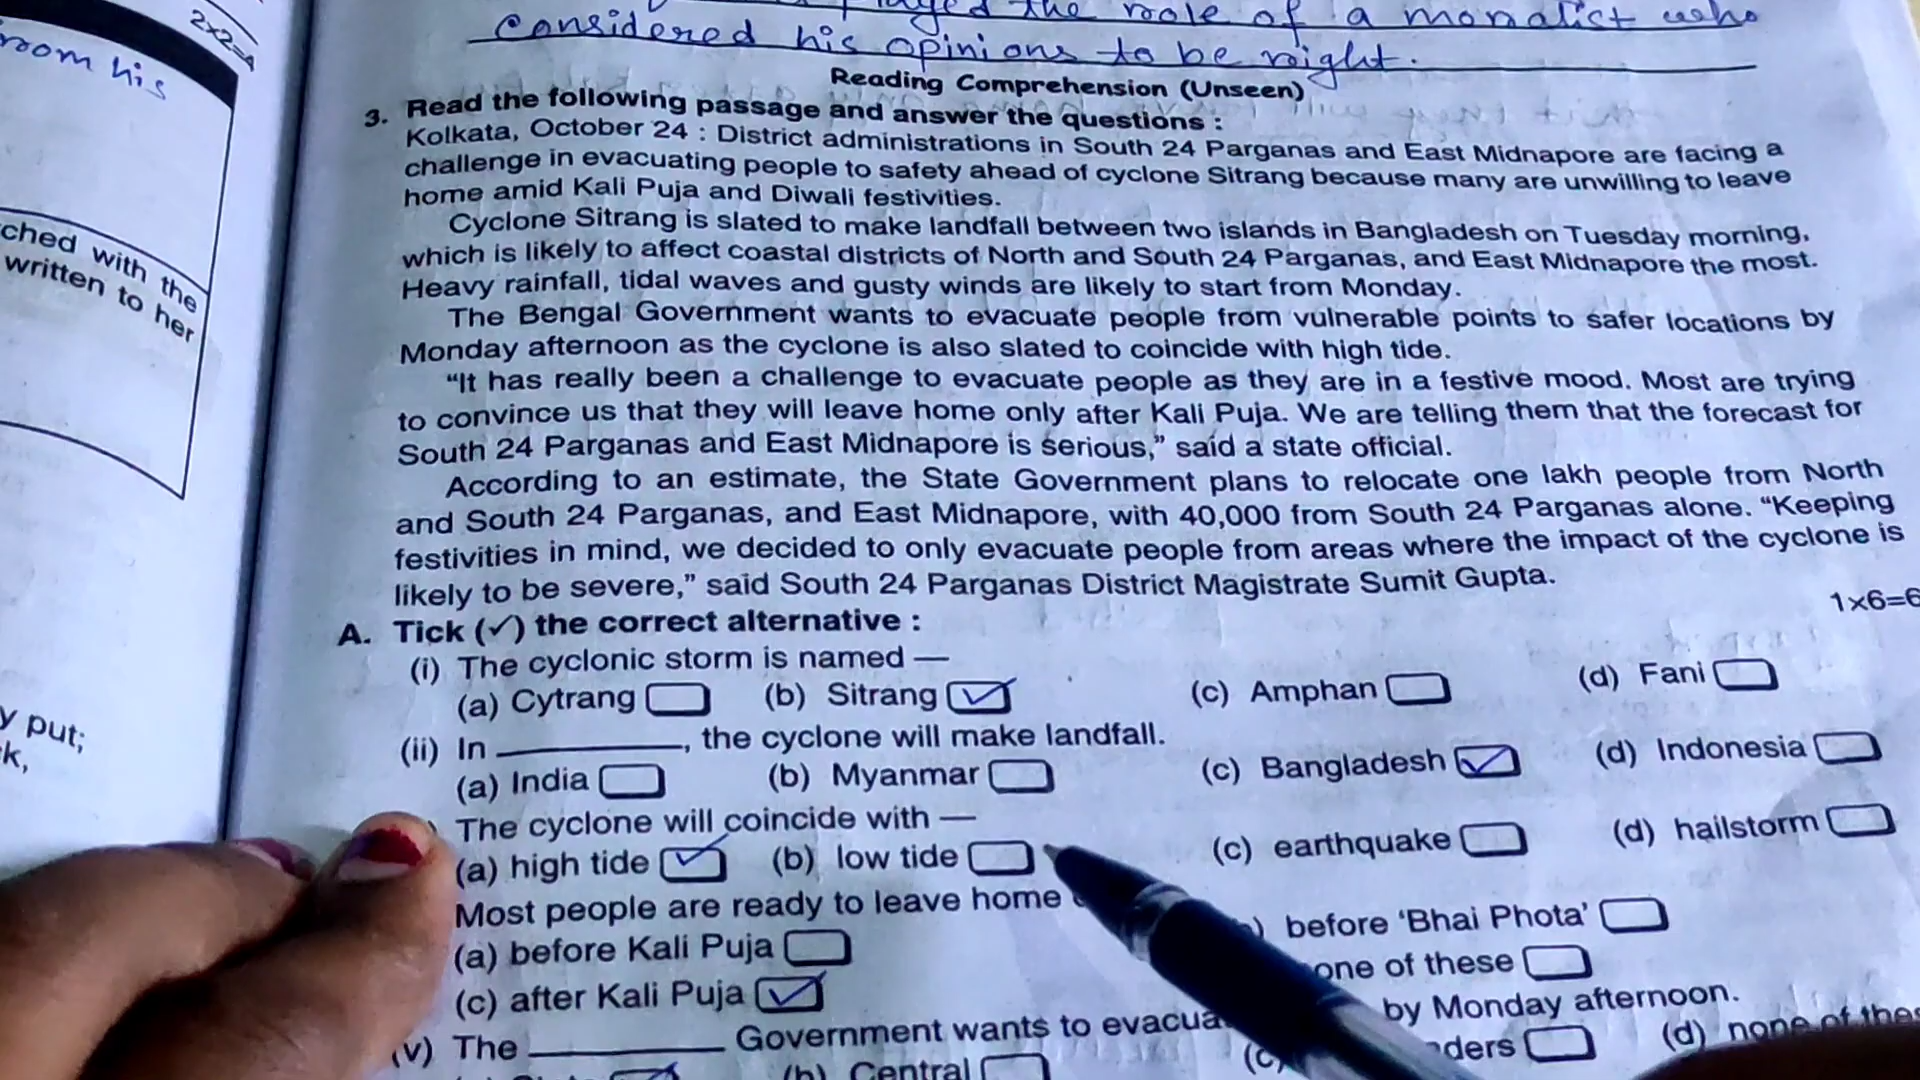 the role of a moralist who
considered his opinions to be right.
2x2=4
room his
ched with the
written to her
y put;
k,
Reading Comprehension (Unseen)
3. Read the following passage and answer the questions :
Kolkata, October 24 : District administrations in South 24 Parganas and East Midnapore are facing a
challenge in evacuating people to safety ahead of cyclone Sitrang because many are unwilling to leave
home amid Kali Puja and Diwali festivities.
Cyclone Sitrang is slated to make landfall between two islands in Bangladesh on Tuesday morning,
which is likely to affect coastal districts of North and South 24 Parganas, and East Midnapore the most.
Heavy rainfall, tidal waves and gusty winds are likely to start from Monday.
The Bengal Government wants to evacuate people from vulnerable points to safer locations by
Monday afternoon as the cyclone is also slated to coincide with high tide.
“It has really been a challenge to evacuate people as they are in a festive mood. Most are trying
to convince us that they will leave home only after Kali Puja. We are telling them that the forecast for
South 24 Parganas and East Midnapore is serious,” said a state official.
According to an estimate, the State Government plans to relocate one lakh people from North
and South 24 Parganas, and East Midnapore, with 40,000 from South 24 Parganas alone. “Keeping
festivities in mind, we decided to only evacuate people from areas where the impact of the cyclone is
likely to be severe,” said South 24 Parganas District Magistrate Sumit Gupta.
A. Tick (✓) the correct alternative : 1×6=6
(i) The cyclonic storm is named —
(a) Cytrang (b) Sitrang ✓ (c) Amphan (d) Fani
(ii) In ________, the cyclone will make landfall.
(a) India (b) Myanmar (c) Bangladesh ✓ (d) Indonesia
The cyclone will coincide with —
(a) high tide ✓ (b) low tide (c) earthquake (d) hailstorm
Most people are ready to leave home
(a) before Kali Puja before ‘Bhai Phota’
(c) after Kali Puja ✓ one of these
(v) The ________ Government wants to evacua by Monday afternoon.
(b) Central (c) ders (d) none of thes